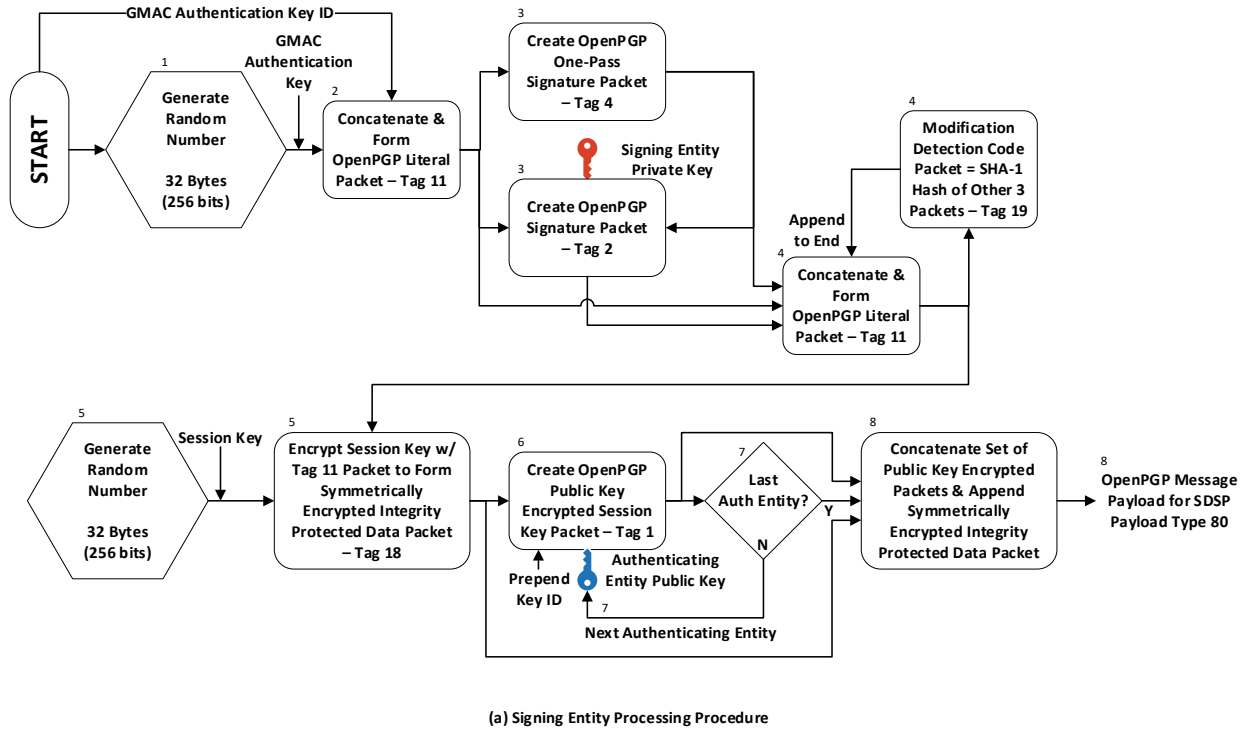 GMAC Authentication Key ID
START
1
Generate
Random
Number
32 Bytes
(256 bits)
GMAC
Authentication
Key
2
Concatenate &
Form
OpenPGP Literal
Packet – Tag 11
3
Create OpenPGP
One-Pass
Signature Packet
– Tag 4
Signing Entity
Private Key
3
Create OpenPGP
Signature Packet
– Tag 2
4
Modification
Detection Code
Packet = SHA-1
Hash of Other 3
Packets – Tag 19
Append
to End
4
Concatenate &
Form
OpenPGP Literal
Packet – Tag 11
5
Generate
Random
Number
32 Bytes
(256 bits)
Session Key
5
Encrypt Session Key w/
Tag 11 Packet to Form
Symmetrically
Encrypted Integrity
Protected Data Packet
– Tag 18
6
Create OpenPGP
Public Key
Encrypted Session
Key Packet – Tag 1
Prepend
Key ID
Authenticating
Entity Public Key
7
Last
Auth Entity?
Y
N
7
Next Authenticating Entity
8
Concatenate Set of
Public Key Encrypted
Packets & Append
Symmetrically
Encrypted Integrity
Protected Data Packet
8
OpenPGP Message
Payload for SDSP
Payload Type 80
(a) Signing Entity Processing Procedure